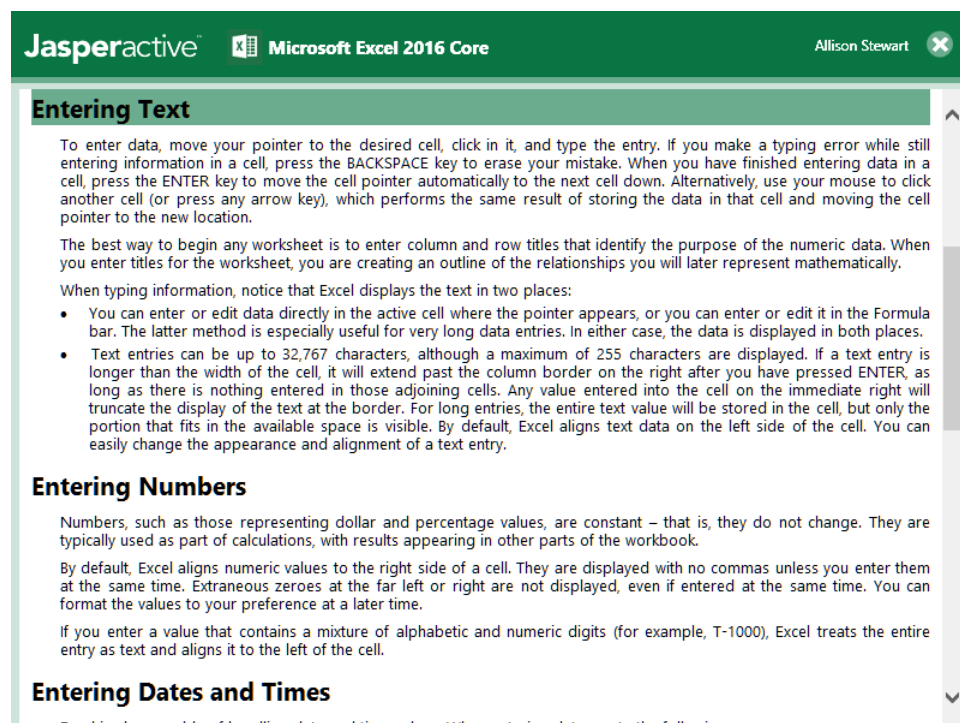 Jasperactive™ Microsoft Excel 2016 Core Allison Stewart
Entering Text
To enter data, move your pointer to the desired cell, click in it, and type the entry. If you make a typing error while still
entering information in a cell, press the BACKSPACE key to erase your mistake. When you have finished entering data in a
cell, press the ENTER key to move the cell pointer automatically to the next cell down. Alternatively, use your mouse to click
another cell (or press any arrow key), which performs the same result of storing the data in that cell and moving the cell
pointer to the new location.
The best way to begin any worksheet is to enter column and row titles that identify the purpose of the numeric data. When
you enter titles for the worksheet, you are creating an outline of the relationships you will later represent mathematically.
When typing information, notice that Excel displays the text in two places:
• You can enter or edit data directly in the active cell where the pointer appears, or you can enter or edit it in the Formula
bar. The latter method is especially useful for very long data entries. In either case, the data is displayed in both places.
• Text entries can be up to 32,767 characters, although a maximum of 255 characters are displayed. If a text entry is
longer than the width of the cell, it will extend past the column border on the right after you have pressed ENTER, as
long as there is nothing entered in those adjoining cells. Any value entered into the cell on the immediate right will
truncate the display of the text at the border. For long entries, the entire text value will be stored in the cell, but only the
portion that fits in the available space is visible. By default, Excel aligns text data on the left side of the cell. You can
easily change the appearance and alignment of a text entry.
Entering Numbers
Numbers, such as those representing dollar and percentage values, are constant – that is, they do not change. They are
typically used as part of calculations, with results appearing in other parts of the workbook.
By default, Excel aligns numeric values to the right side of a cell. They are displayed with no commas unless you enter them
at the same time. Extraneous zeroes at the far left or right are not displayed, even if entered at the same time. You can
format the values to your preference at a later time.
If you enter a value that contains a mixture of alphabetic and numeric digits (for example, T-1000), Excel treats the entire
entry as text and aligns it to the left of the cell.
Entering Dates and Times